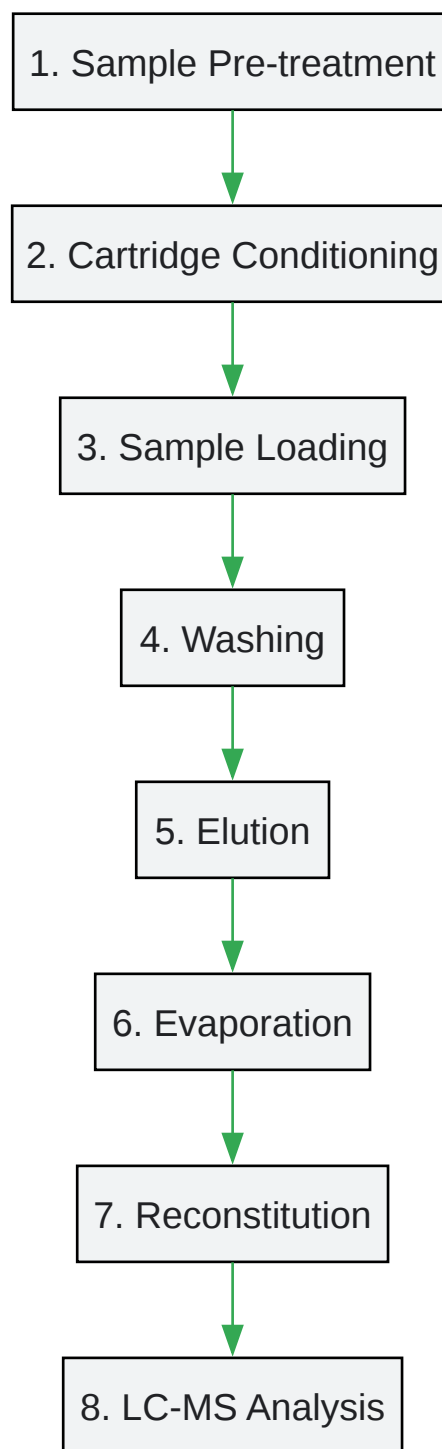 1. Sample Pre-treatment
2. Cartridge Conditioning
3. Sample Loading
4. Washing
5. Elution
6. Evaporation
7. Reconstitution
8. LC-MS Analysis